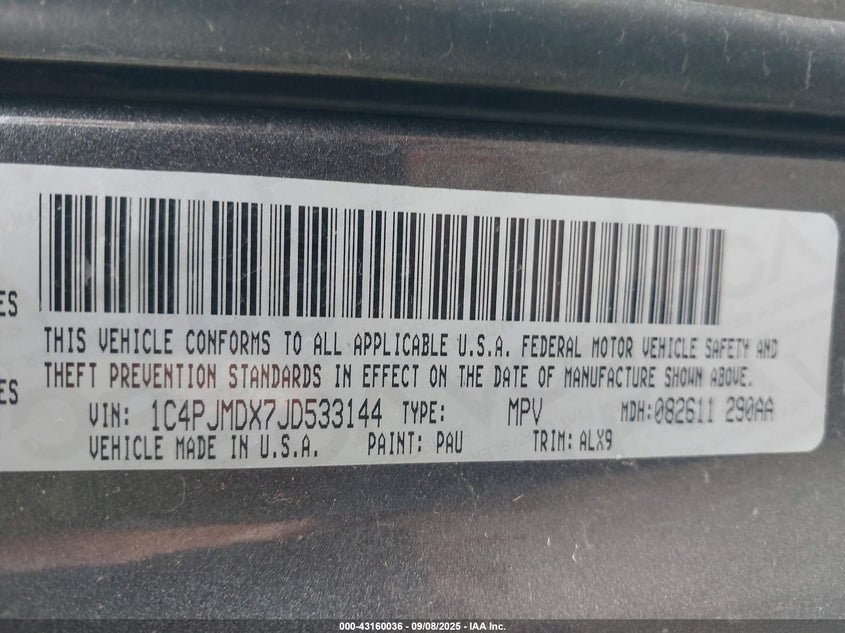 ES
THIS VEHICLE CONFORMS TO ALL APPLICABLE U.S.A. FEDERAL MOTOR VEHICLE SAFETY AND
THEFT PREVENTION STANDARDS IN EFFECT ON THE DATE OF MANUFACTURE SHOWN ABOVE.
ES
VIN: 1C4PJMDX7JD533144 TYPE: MPV MDH:082611 290AA
VEHICLE MADE IN U.S.A. PAINT: PAU TRIM: ALX9
000-43160036 - 09/08/2025 - IAA Inc.